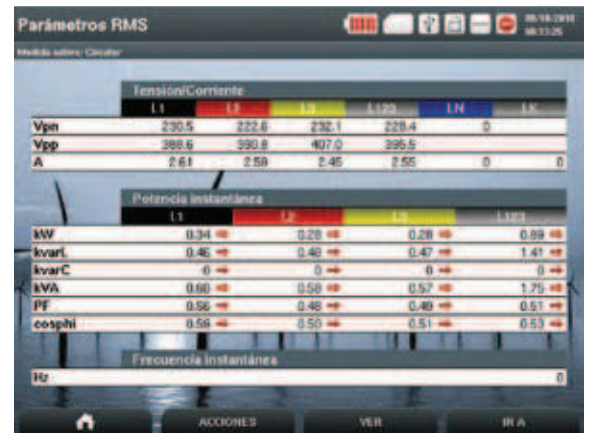 Parámetros RMS
Medida sobre: Circutor
Tensión/Corriente
L1 L2 L3 L123 LN LK
Vpn 230.5 222.6 232.1 228.4 0
Vpp 388.6 390.8 407.0 395.5
A 2.61 2.58 2.45 2.55 0 0
Potencia instantánea
L1 L2 L3 L123
kW 0.34 0.28 0.28 0.89
kvarL 0.46 0.48 0.47 1.41
kvarC 0 0 0 0
kVA 0.60 0.58 0.57 1.75
PF 0.56 0.48 0.48 0.51
cosphi 0.58 0.50 0.51 0.53
Frecuencia instantánea
Hz 0
ACCIONES VER IR A